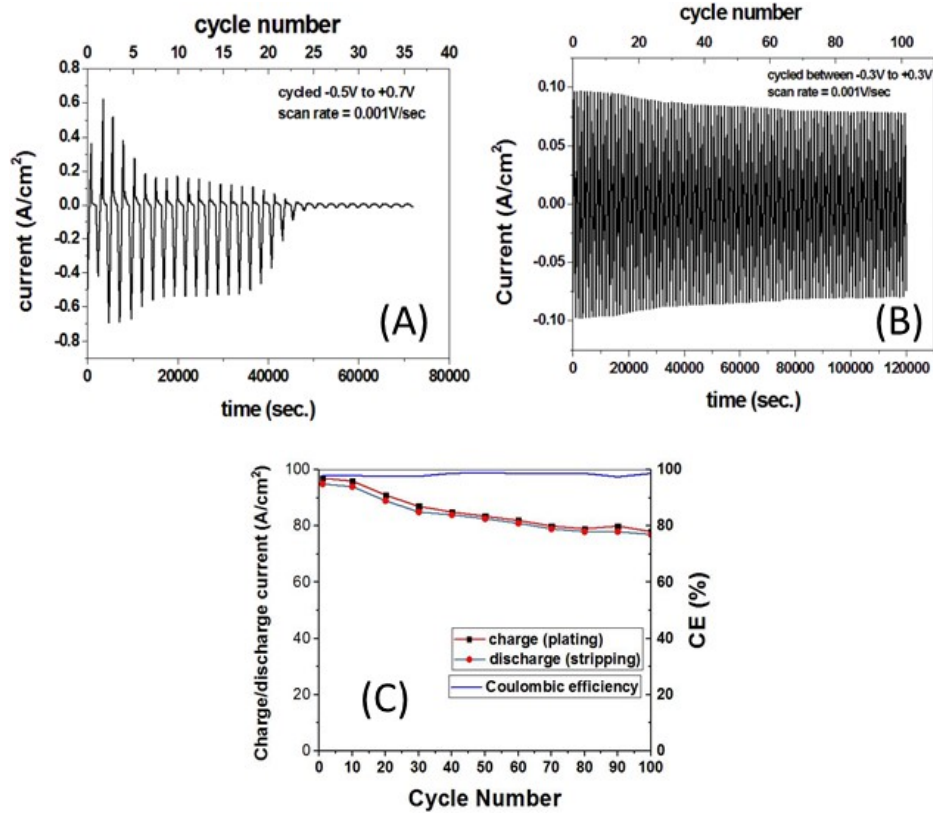 cycle number
0 5 10 15 20 25 30 35 40
0.8
0.6
0.4
0.2
0.0
-0.2
-0.4
-0.6
-0.8
current (A/cm²)
cycled -0.5V to +0.7V
scan rate = 0.001V/sec
(A)
0 20000 40000 60000 80000
time (sec.)
cycle number
0 20 40 60 80 100
0.10
0.05
0.00
-0.05
-0.10
Current (A/cm²)
cycled between -0.3V to +0.3V
scan rate = 0.001V/sec
(B)
0 20000 40000 60000 80000 100000 120000
time (sec.)
100
80
60
40
20
0
Charge/discharge current (A/cm²)
100
80
60
40
20
0
CE (%)
charge (plating)
discharge (stripping)
Coulombic efficiency
(C)
0 10 20 30 40 50 60 70 80 90 100
Cycle Number